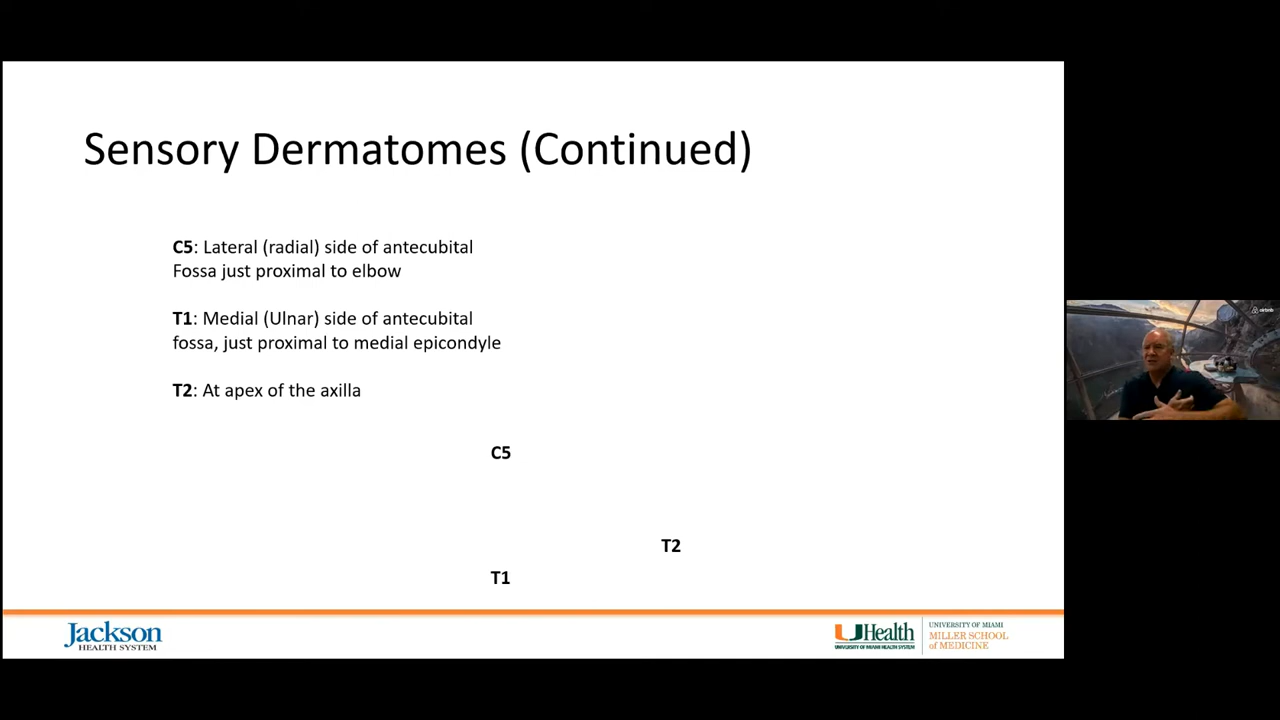 Sensory Dermatomes (Continued)
C5: Lateral (radial) side of antecubital
Fossa just proximal to elbow
T1: Medial (Ulnar) side of antecubital
fossa, just proximal to medial epicondyle
T2: At apex of the axilla
C5
T2
T1
Jackson
HEALTH SYSTEM
UHealth
UNIVERSITY OF MIAMI HEALTH SYSTEM
UNIVERSITY OF MIAMI
MILLER SCHOOL
of MEDICINE
airbnb